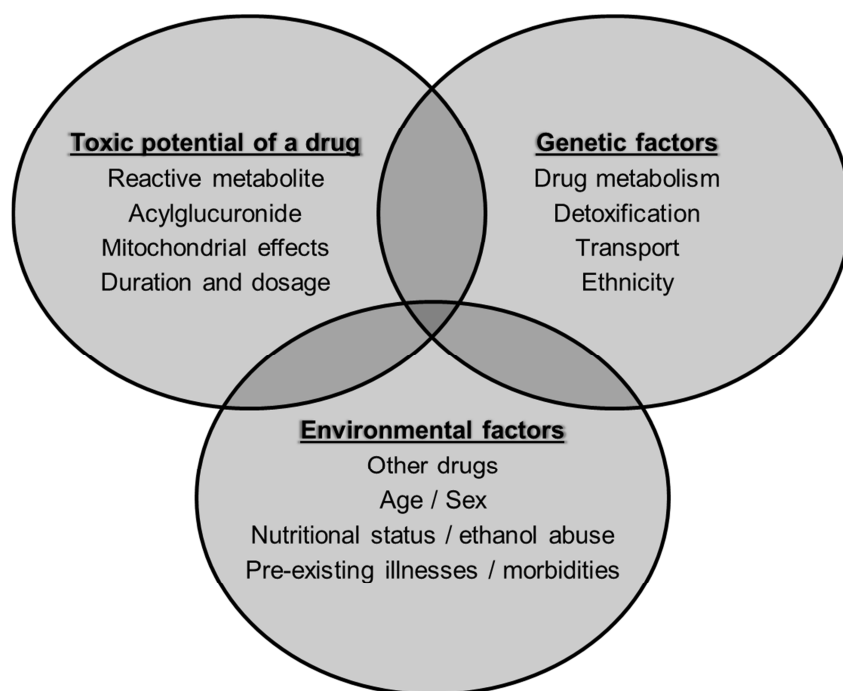 Toxic potential of a drug
Reactive metabolite
Acylglucuronide
Mitochondrial effects
Duration and dosage
Genetic factors
Drug metabolism
Detoxification
Transport
Ethnicity
Environmental factors
Other drugs
Age / Sex
Nutritional status / ethanol abuse
Pre-existing illnesses / morbidities